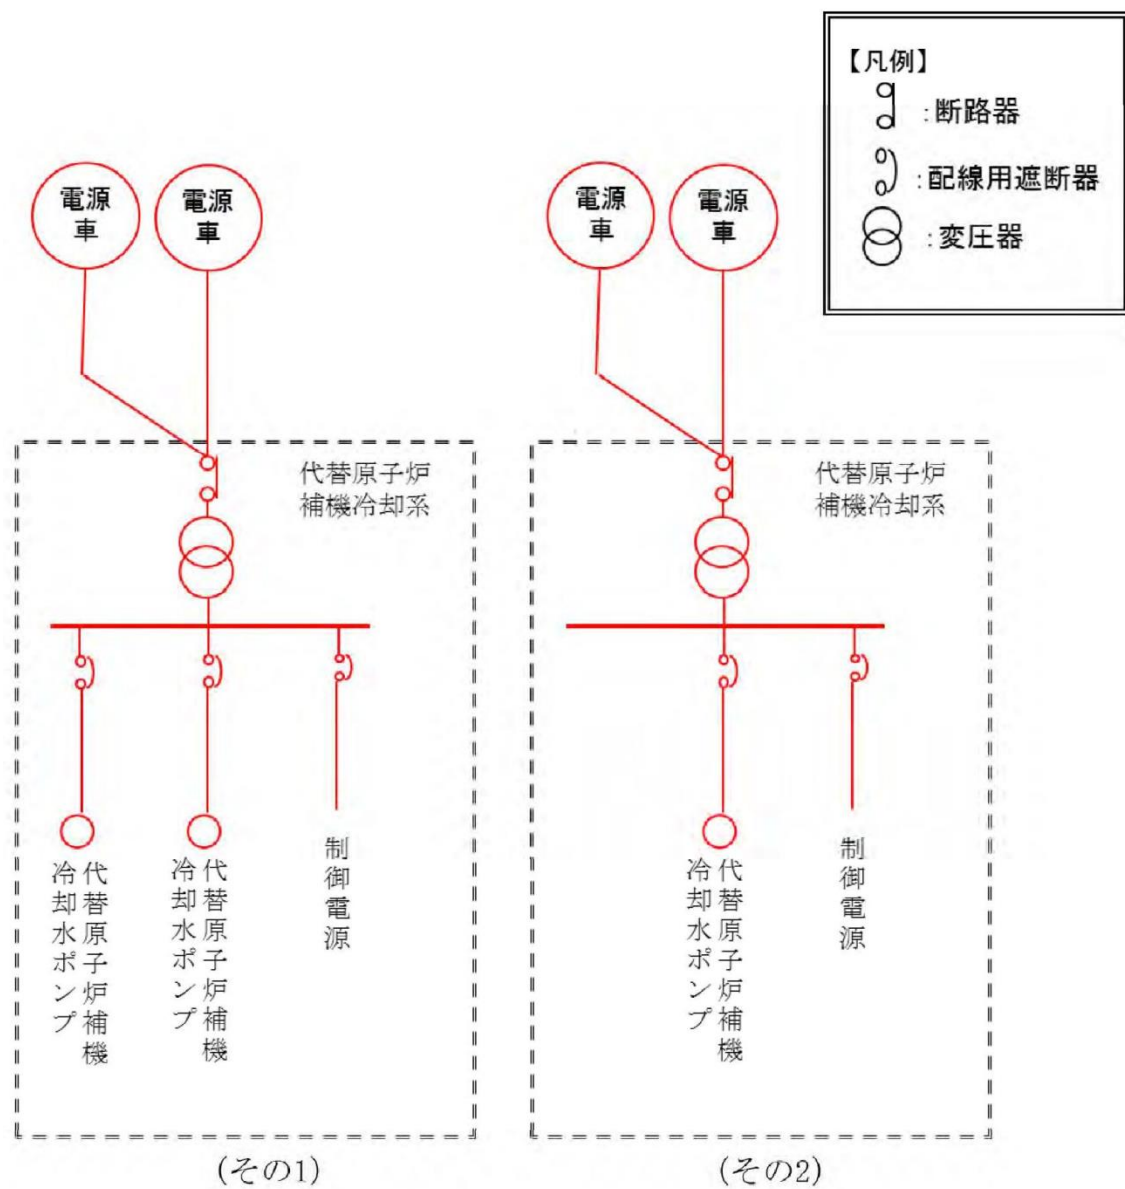 【凡例】
:断路器
:配線用遮断器
:変圧器
電源
車
電源
車
電源
車
電源
車
代替原子炉
補機冷却系
代替原子炉
補機冷却系
代替原子炉補機
冷却水ポンプ
代替原子炉補機
冷却水ポンプ
制御電源
代替原子炉補機
冷却水ポンプ
制御電源
(その1)
(その2)